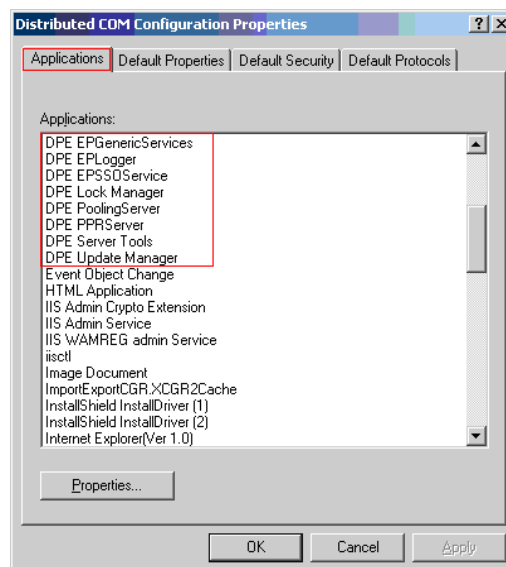 Distributed COM Configuration Properties
Applications
Default Properties
Default Security
Default Protocols
Applications:
DPE EPGenericServices
DPE EPLogger
DPE EPSSOService
DPE Lock Manager
DPE PoolingServer
DPE PPRServer
DPE Server Tools
DPE Update Manager
Event Object Change
HTML Application
IIS Admin Crypto Extension
IIS Admin Service
IIS WAMREG admin Service
iisctl
Image Document
ImportExportCGR.XCGR2Cache
InstallShield InstallDriver (1)
InstallShield InstallDriver (2)
Internet Explorer(Ver 1.0)
Properties...
OK
Cancel
Apply